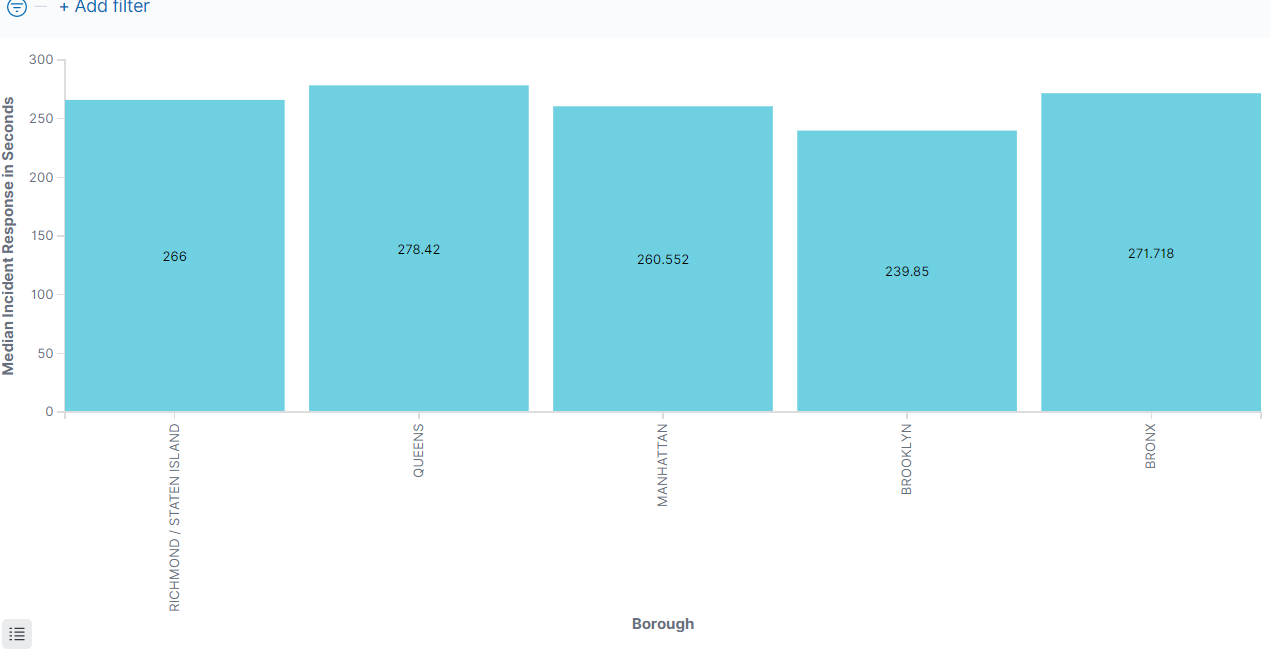 + Add filter
Median Incident Response in Seconds
300
250
200
150
100
50
0
266
278.42
260.552
239.85
271.718
RICHMOND / STATEN ISLAND
QUEENS
MANHATTAN
BROOKLYN
BRONX
Borough